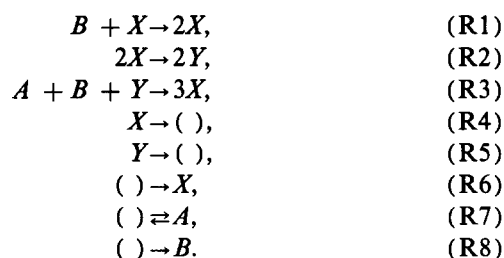 B + X→2X, (R1)
2X→2Y, (R2)
A + B + Y→3X, (R3)
X→( ), (R4)
Y→( ), (R5)
( )→X, (R6)
( )⇌A, (R7)
( )→B. (R8)